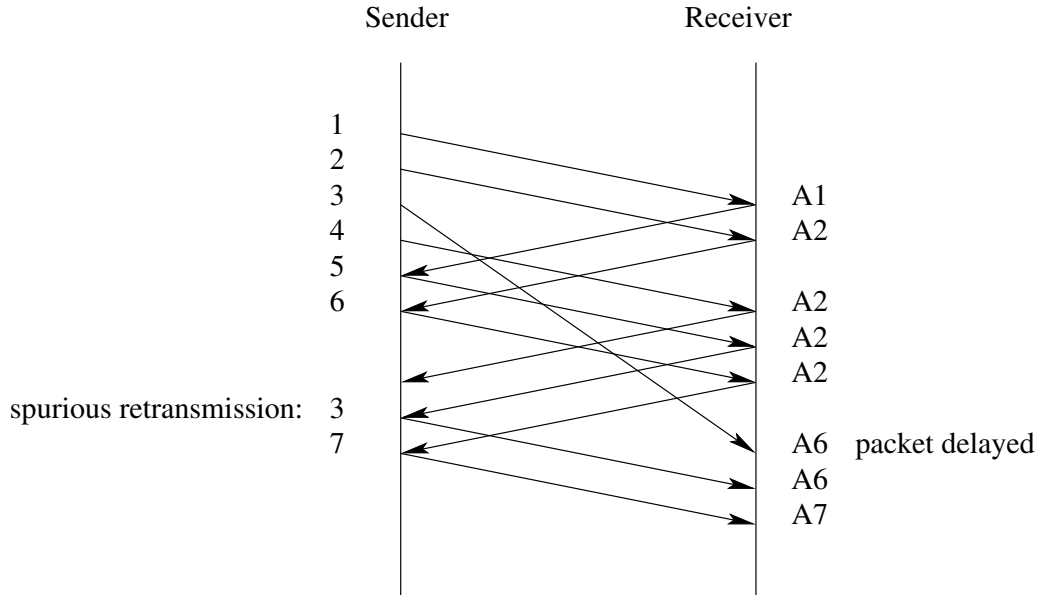 Sender Receiver
1
2
3 A1
4 A2
5
6 A2
A2
A2
spurious retransmission: 3
7 A6 packet delayed
A6
A7